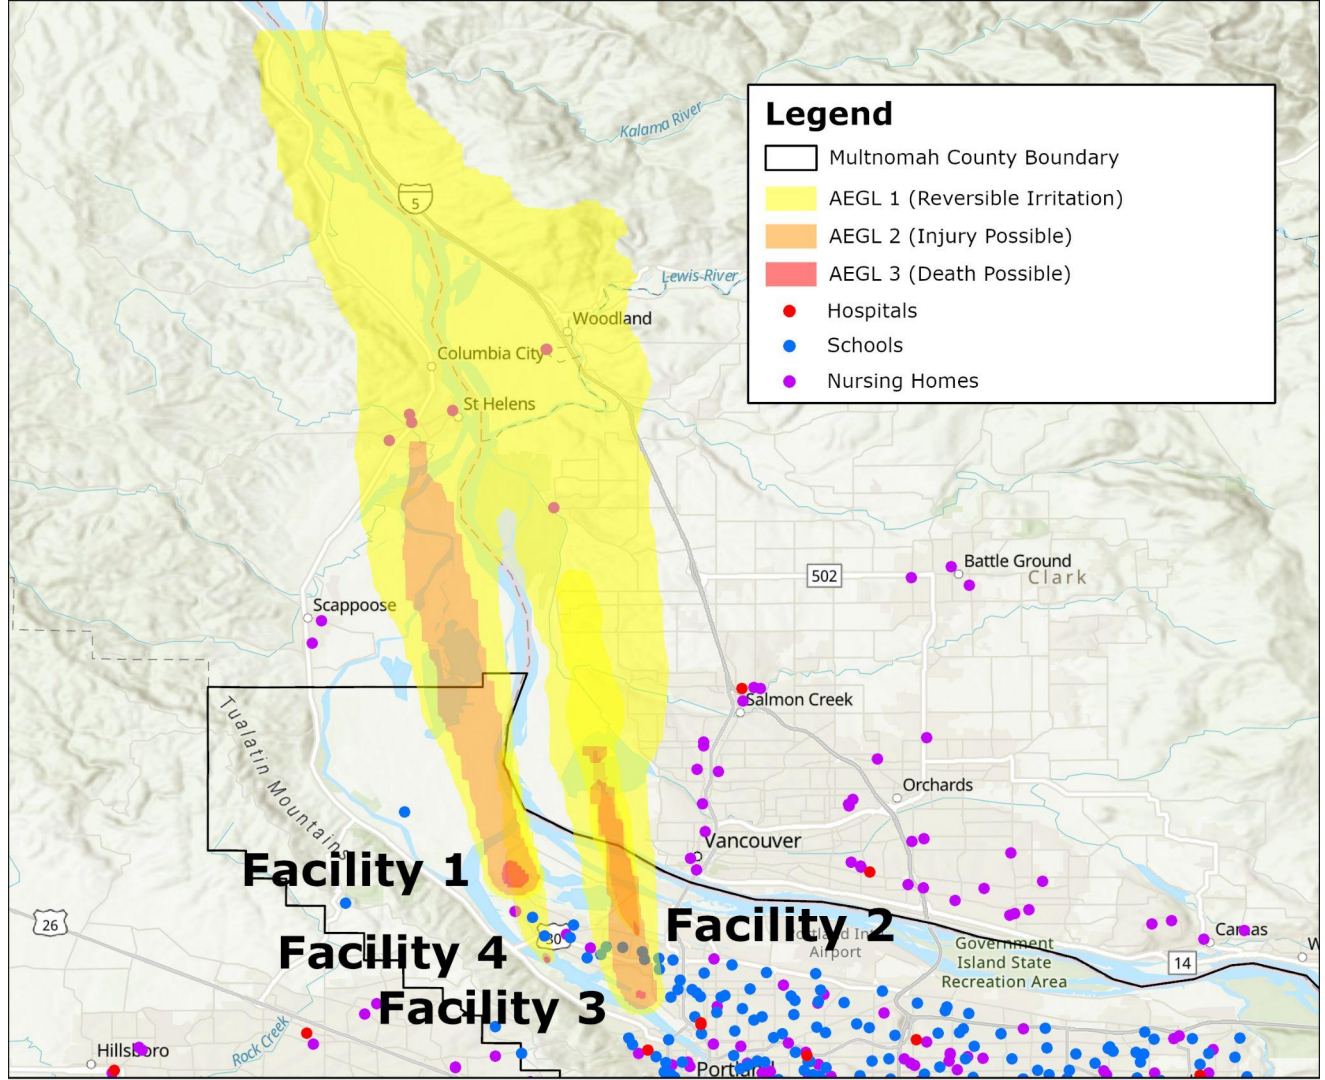 Legend
Multnomah County Boundary
AEGL 1 (Reversible Irritation)
AEGL 2 (Injury Possible)
AEGL 3 (Death Possible)
Hospitals
Schools
Nursing Homes
Kalama River
5
Lewis River
Woodland
Columbia City
St Helens
Battle Ground
502
Clark
Scappoose
Salmon Creek
Tualatin Mountains
Orchards
Vancouver
Facility 1
26
30
Facility 2
Portland Int
Airport
Camas
W
Facility 4
Government
Island State
Recreation Area
14
Facility 3
Rock Creek
Hillsboro
Portland